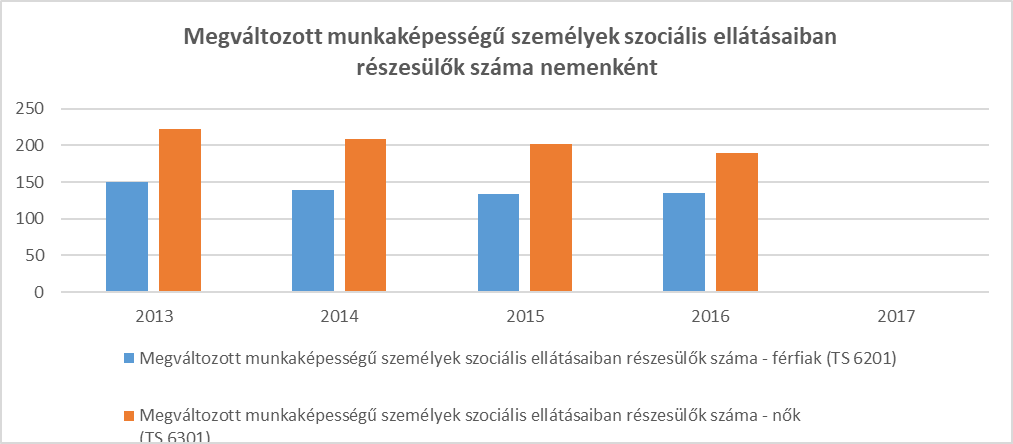 Megváltozott munkaképességű személyek szociális ellátásaiban
részesülők száma nemenként
250
200
150
100
50
0
2013 2014 2015 2016 2017
Megváltozott munkaképességű személyek szociális ellátásaiban részesülők száma - férfiak (TS 6201)
Megváltozott munkaképességű személyek szociális ellátásaiban részesülők száma - nők
(TS 6301)